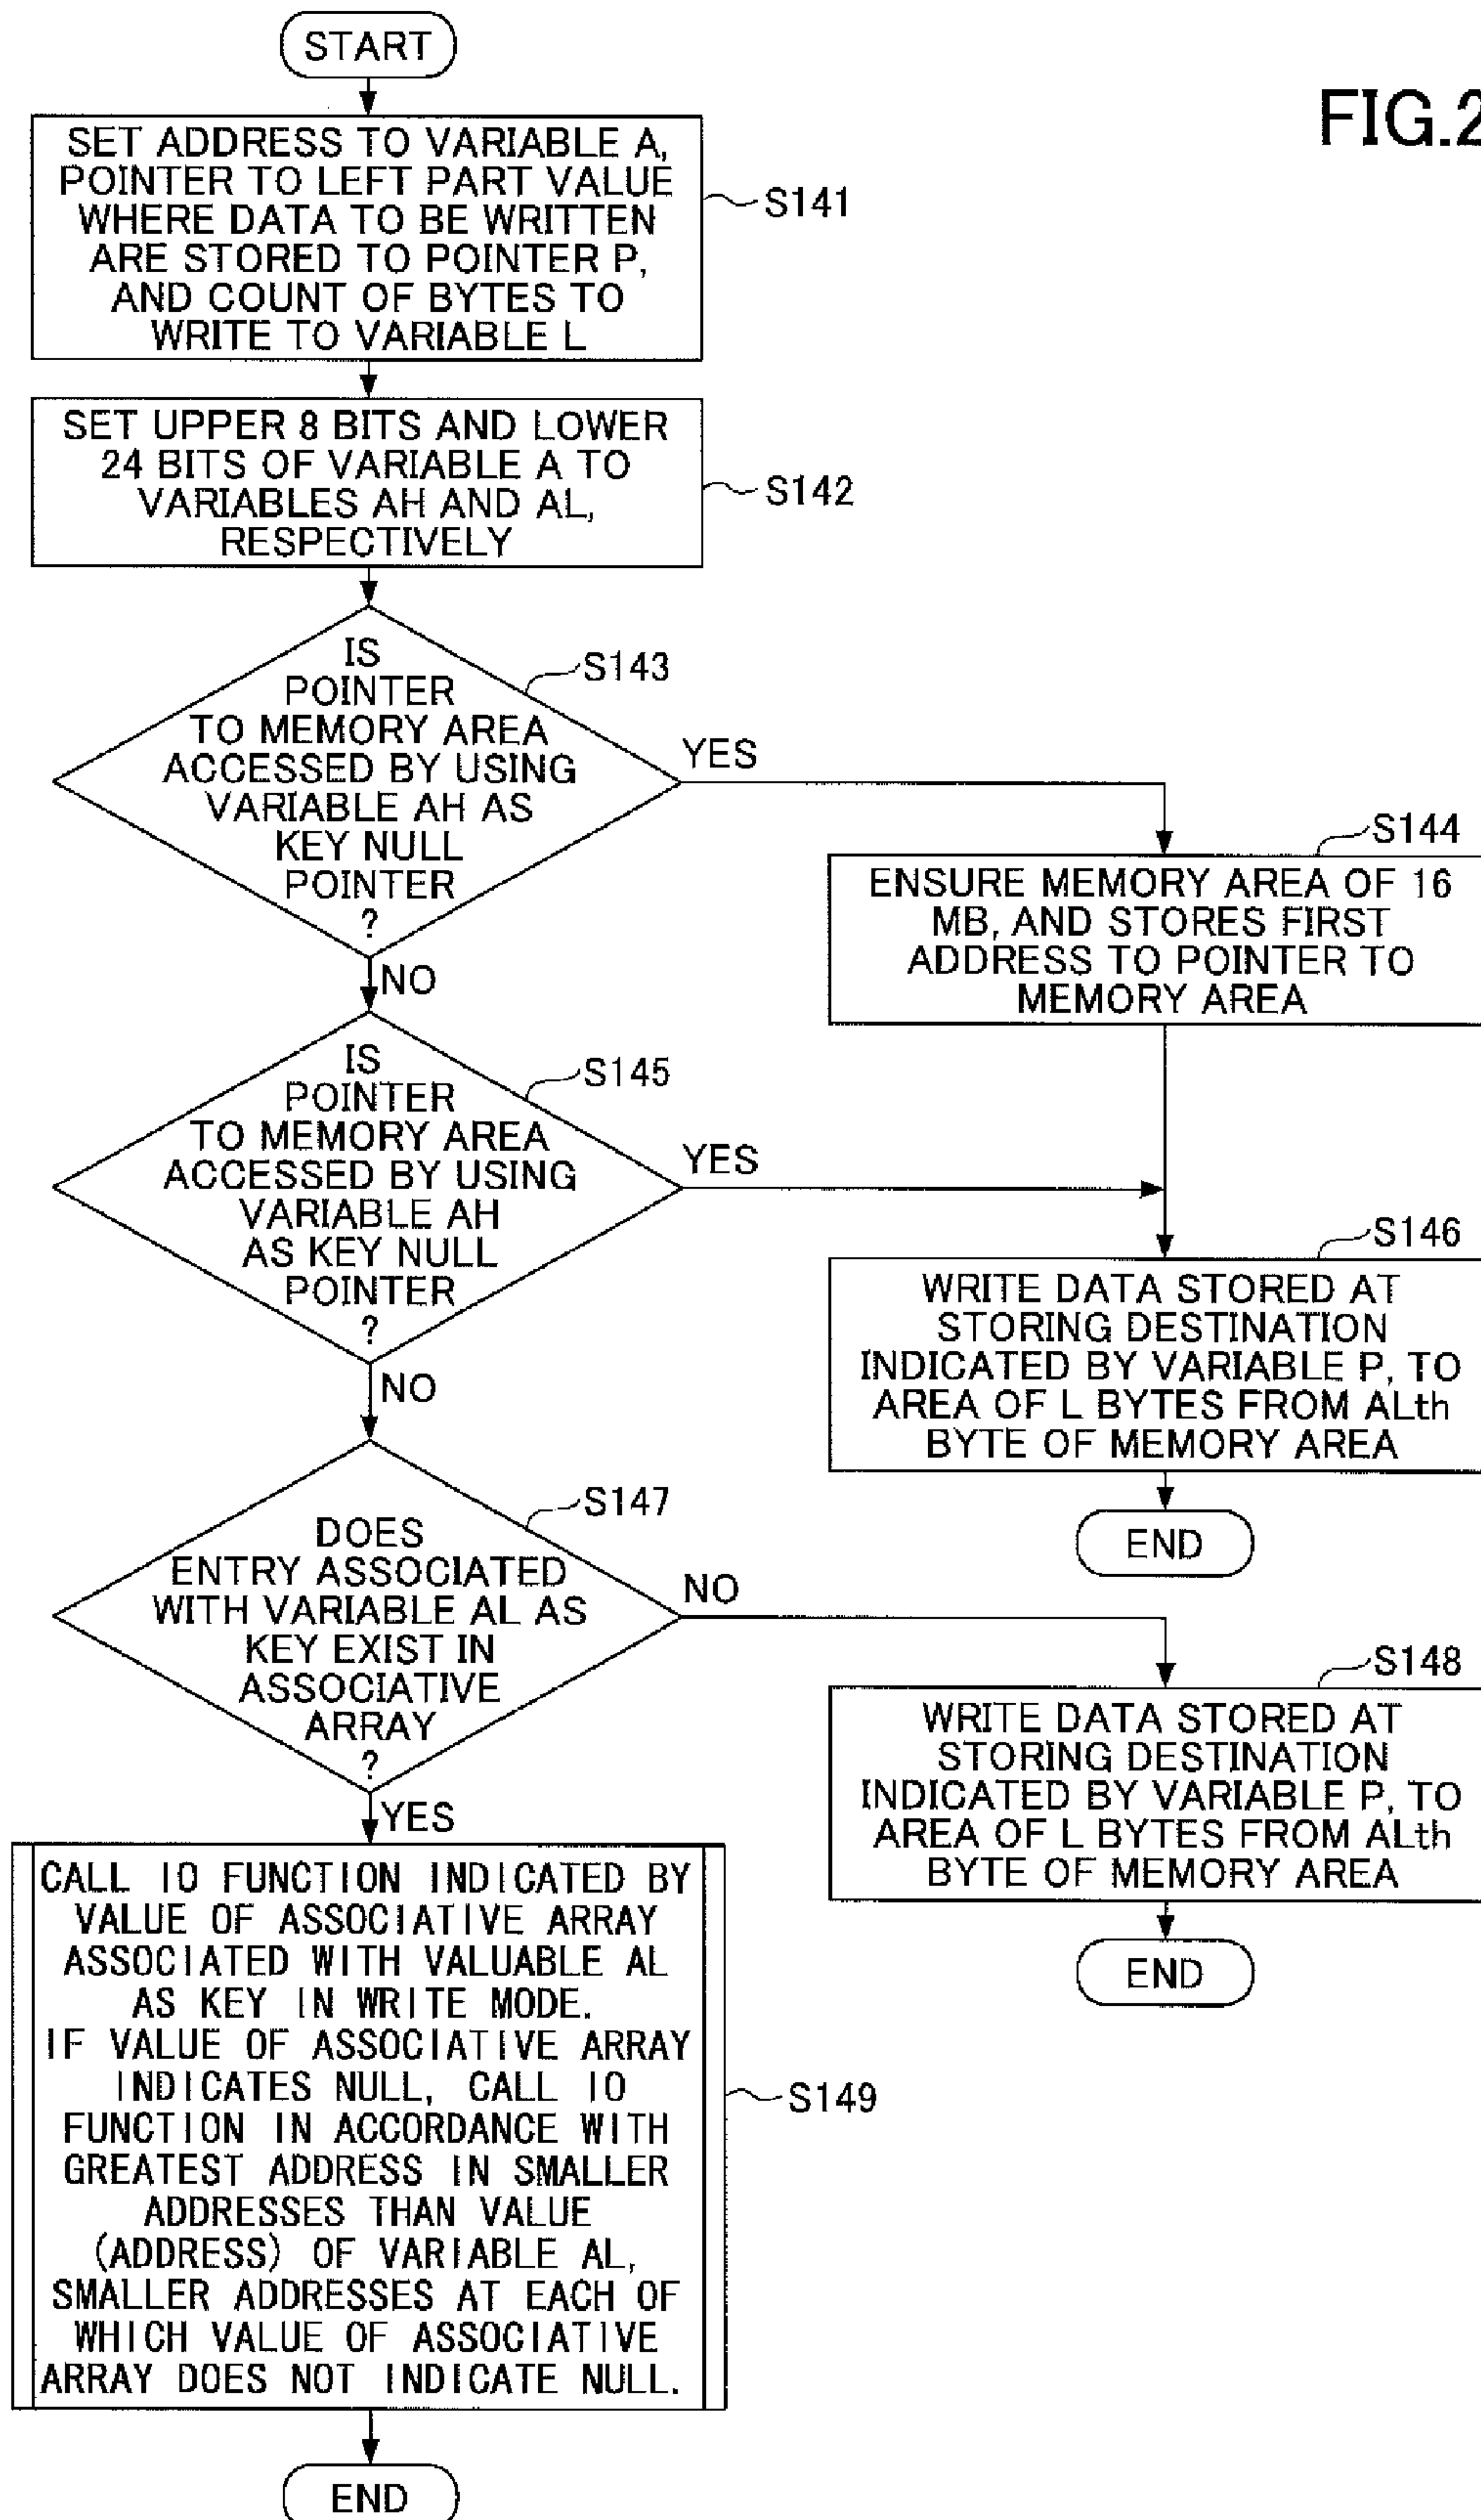 START
FIG.2
SET ADDRESS TO VARIABLE A,
POINTER TO LEFT PART VALUE
WHERE DATA TO BE WRITTEN
ARE STORED TO POINTER P,
AND COUNT OF BYTES TO
WRITE TO VARIABLE L
S141
SET UPPER 8 BITS AND LOWER
24 BITS OF VARIABLE A TO
VARIABLES AH AND AL,
RESPECTIVELY
S142
IS
POINTER
TO MEMORY AREA
ACCESSED BY USING
VARIABLE AH AS
KEY NULL
POINTER
?
S143
YES
NO
S144
ENSURE MEMORY AREA OF 16
MB, AND STORES FIRST
ADDRESS TO POINTER TO
MEMORY AREA
IS
POINTER
TO MEMORY AREA
ACCESSED BY USING
VARIABLE AH
AS KEY NULL
POINTER
?
S145
YES
NO
S146
WRITE DATA STORED AT
STORING DESTINATION
INDICATED BY VARIABLE P, TO
AREA OF L BYTES FROM ALth
BYTE OF MEMORY AREA
END
DOES
ENTRY ASSOCIATED
WITH VARIABLE AL AS
KEY EXIST IN
ASSOCIATIVE
ARRAY
?
S147
NO
YES
S148
WRITE DATA STORED AT
STORING DESTINATION
INDICATED BY VARIABLE P, TO
AREA OF L BYTES FROM ALth
BYTE OF MEMORY AREA
END
CALL IO FUNCTION INDICATED BY
VALUE OF ASSOCIATIVE ARRAY
ASSOCIATED WITH VALUABLE AL
AS KEY IN WRITE MODE.
IF VALUE OF ASSOCIATIVE ARRAY
INDICATES NULL, CALL IO
FUNCTION IN ACCORDANCE WITH
GREATEST ADDRESS IN SMALLER
ADDRESSES THAN VALUE
(ADDRESS) OF VARIABLE AL,
SMALLER ADDRESSES AT EACH OF
WHICH VALUE OF ASSOCIATIVE
ARRAY DOES NOT INDICATE NULL.
S149
END